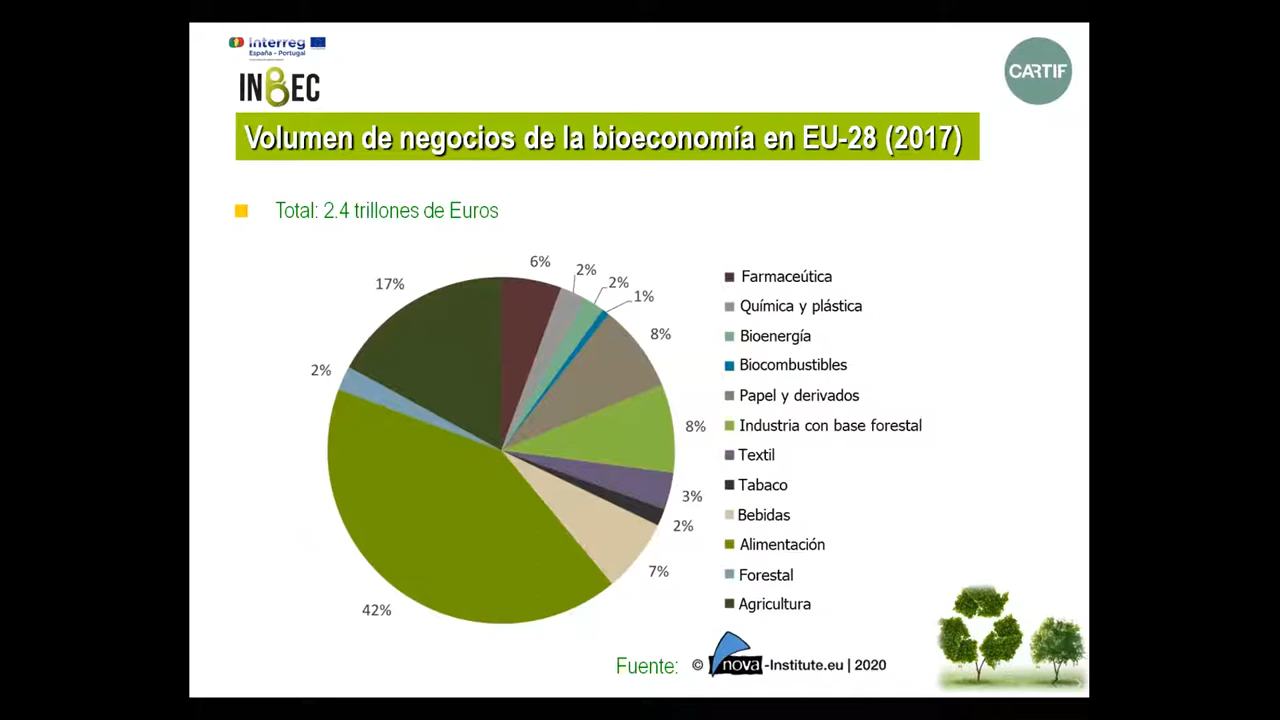 Interreg
España - Portugal
INBEC
CARTIF
Volumen de negocios de la bioeconomía en EU-28 (2017)
Total: 2.4 trillones de Euros
6%
2%
2%
1%
17%
8%
2%
8%
3%
2%
7%
42%
Farmaceútica
Química y plástica
Bioenergía
Biocombustibles
Papel y derivados
Industria con base forestal
Textil
Tabaco
Bebidas
Alimentación
Forestal
Agricultura
Fuente: © nova-Institute.eu | 2020